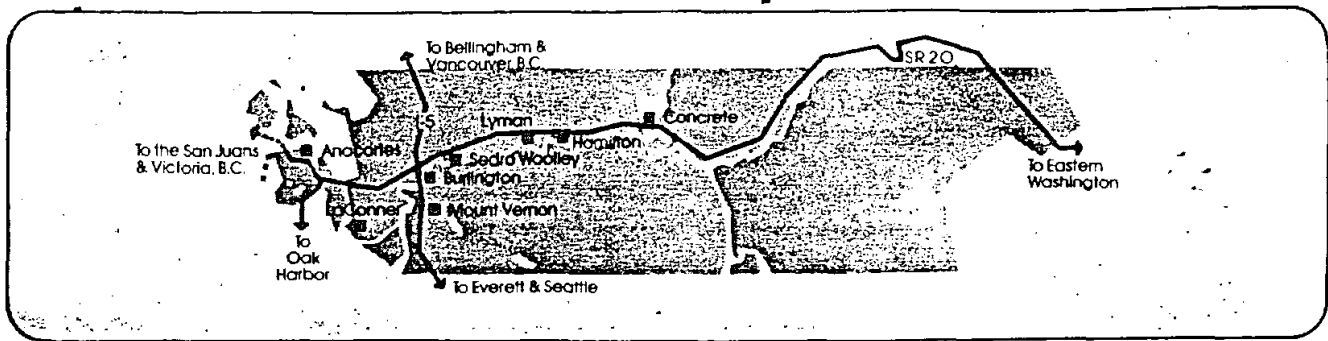 To Bellingham &
Vancouver B.C.
SR 20
I-5
Lyman
Concrete
Hamilton
To the San Juans
& Victoria, B.C.
Anacortes
Sedro Woolley
Burlington
To Eastern
Washington
LaConner
Mount Vernon
To
Oak
Harbor
To Everett & Seattle